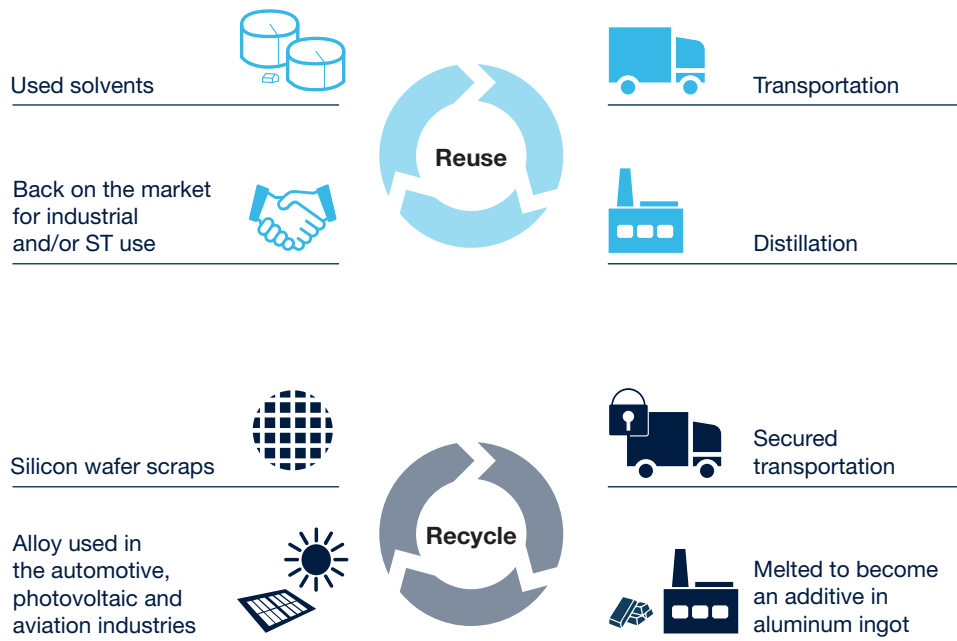 Used solvents
Reuse
Transportation
Back on the market
for industrial
and/or ST use
Distillation
Silicon wafer scraps
Recycle
Secured
transportation
Alloy used in
the automotive,
photovoltaic and
aviation industries
Melted to become
an additive in
aluminum ingot